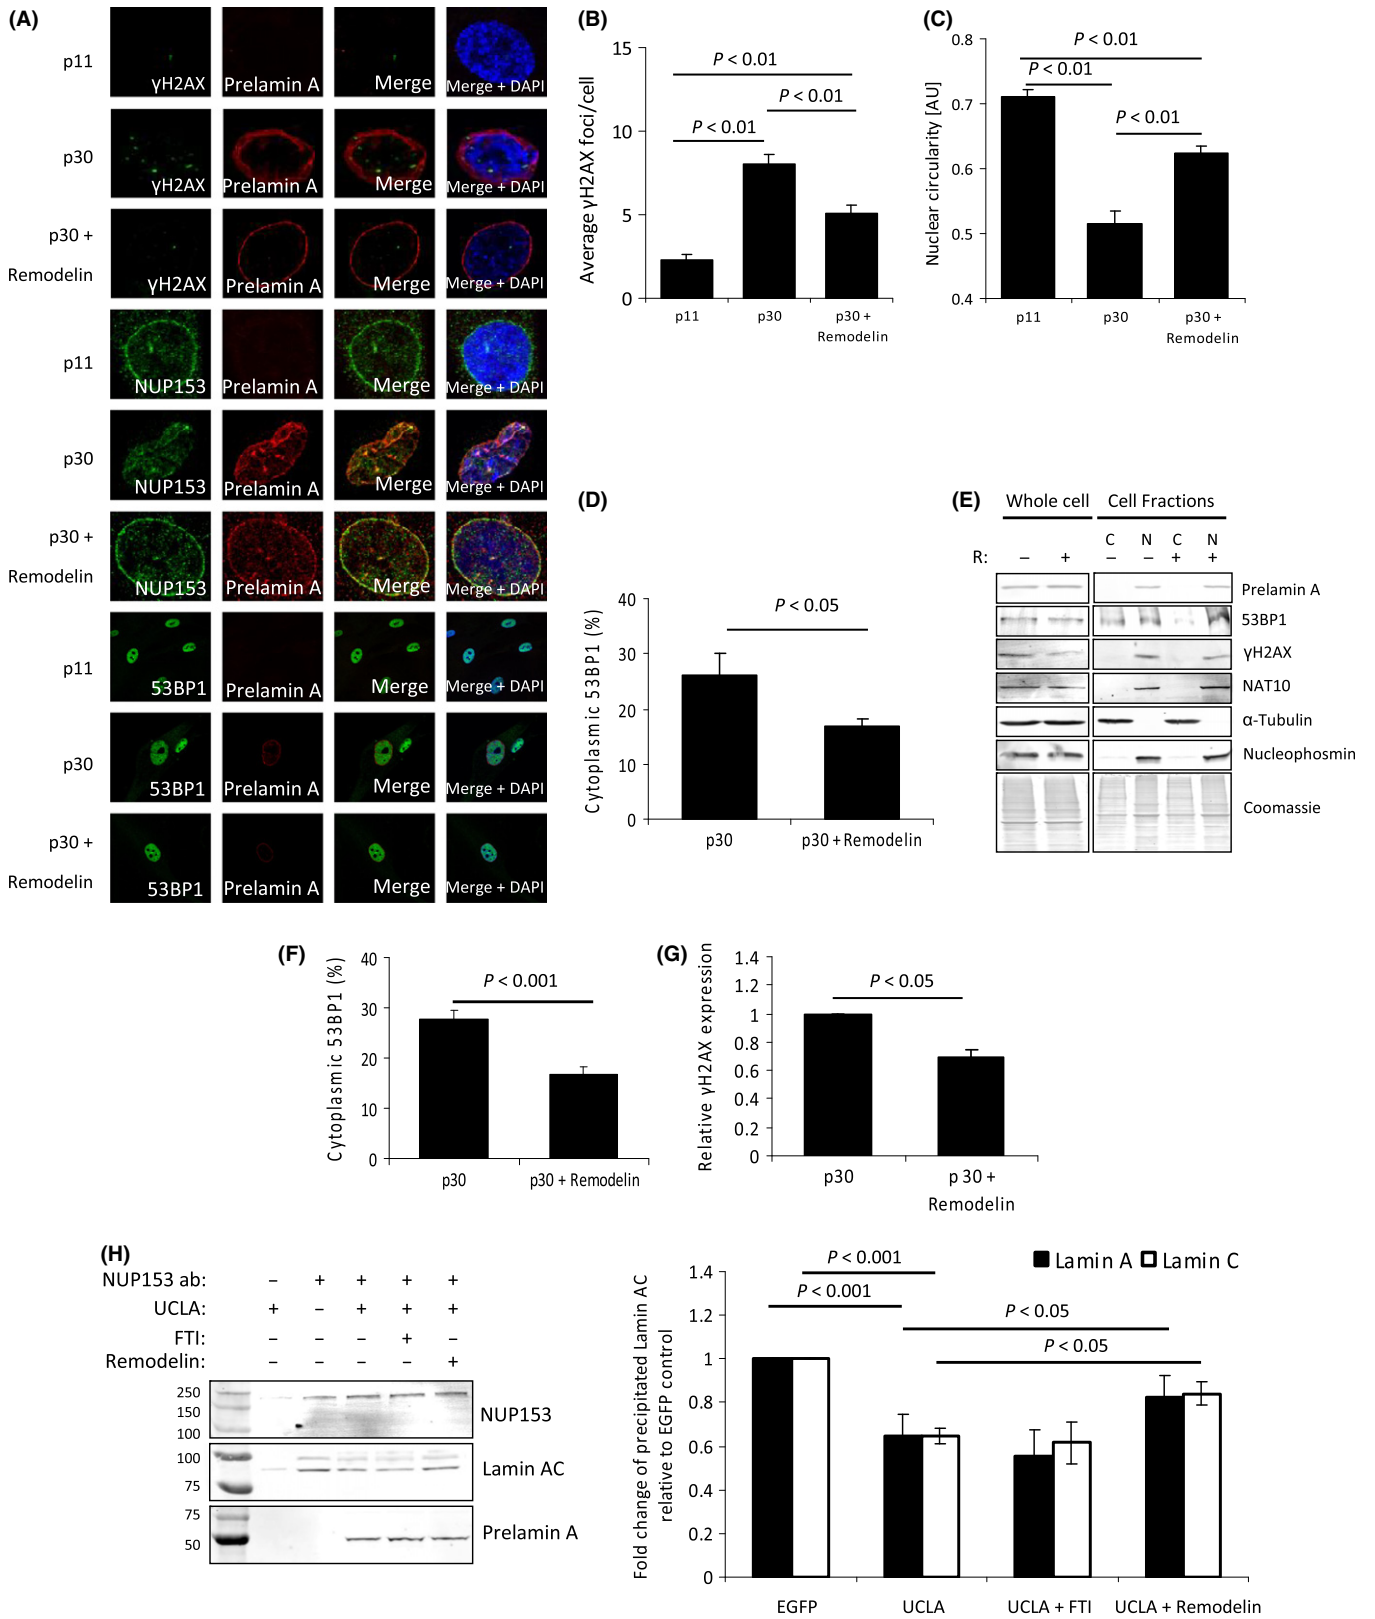 (A)
p11
γH2AX
Prelamin A
Merge
Merge + DAPI
p30
γH2AX
Prelamin A
Merge
Merge + DAPI
p30 +
Remodelin
γH2AX
Prelamin A
Merge
Merge + DAPI
p11
NUP153
Prelamin A
Merge
Merge + DAPI
p30
NUP153
Prelamin A
Merge
Merge + DAPI
p30 +
Remodelin
NUP153
Prelamin A
Merge
Merge + DAPI
p11
53BP1
Prelamin A
Merge
Merge + DAPI
p30
53BP1
Prelamin A
Merge
Merge + DAPI
p30 +
Remodelin
53BP1
Prelamin A
Merge
Merge + DAPI
(B)
Average γH2AX foci/cell
15
10
5
0
P < 0.01
P < 0.01
P < 0.01
p11
p30
p30 +
Remodelin
(C)
Nuclear circularity [AU]
0.8
0.7
0.6
0.5
0.4
P < 0.01
P < 0.01
P < 0.01
p11
p30
p30 +
Remodelin
(D)
Cytoplasmic 53BP1 (%)
40
30
20
10
0
P < 0.05
p30
p30 + Remodelin
(E)
Whole cell
Cell Fractions
C N C N
R: – + – – + +
Prelamin A
53BP1
γH2AX
NAT10
α-Tubulin
Nucleophosmin
Coomassie
(F)
Cytoplasmic 53BP1 (%)
40
30
20
10
0
P < 0.001
p30
p30 + Remodelin
(G)
Relative γH2AX expression
1.4
1.2
1
0.8
0.6
0.4
0.2
0
P < 0.05
p30
p 30 +
Remodelin
(H)
NUP153 ab: – + + + +
UCLA: + – + + +
FTI: – – – + –
Remodelin: – – – – +
250
150
100
NUP153
100
75
Lamin AC
75
50
Prelamin A
Fold change of precipitated Lamin AC
relative to EGFP control
1.4
1.2
1
0.8
0.6
0.4
0.2
0
P < 0.001
P < 0.001
P < 0.05
P < 0.05
Lamin A
Lamin C
EGFP
UCLA
UCLA + FTI
UCLA + Remodelin